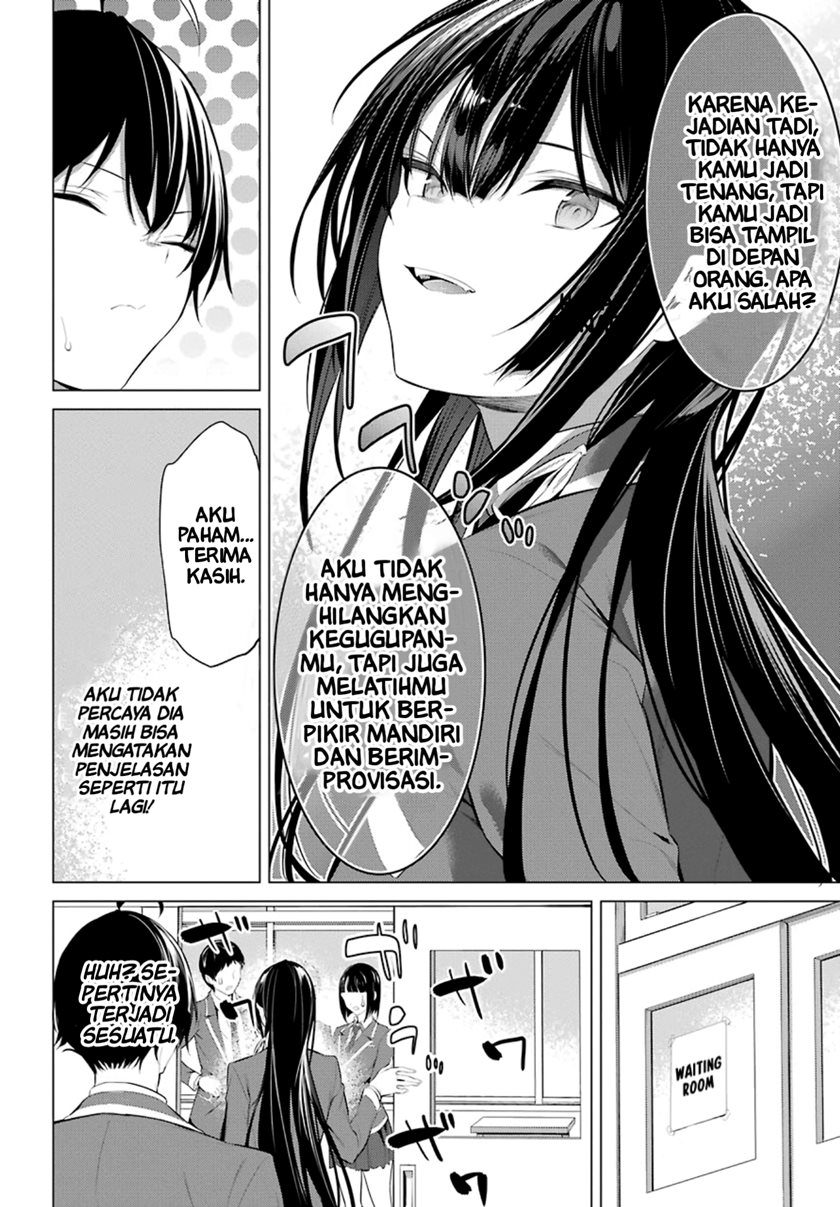 KARENA KE-
JADIAN TADI,
TIDAK HANYA
KAMU JADI
TENANG, TAPI
KAMU JADI
BISA TAMPIL
DI DEPAN
ORANG. APA
AKU SALAH?
AKU TIDAK
HANYA MENG-
HILANGKAN
KEGUGUPAN-
MU, TAPI JUGA
MELATIHMU
UNTUK BER-
PIKIR MANDIRI
DAN BERIM-
PROVISASI.
AKU
PAHAM...
TERIMA
KASIH.
AKU TIDAK
PERCAYA DIA
MASIH BISA
MENGATAKAN
PENJELASAN
SEPERTI ITU
LAGI!
WAITING
ROOM
HUH? SE-
PERTINYA
TERJADI
SESUATU.